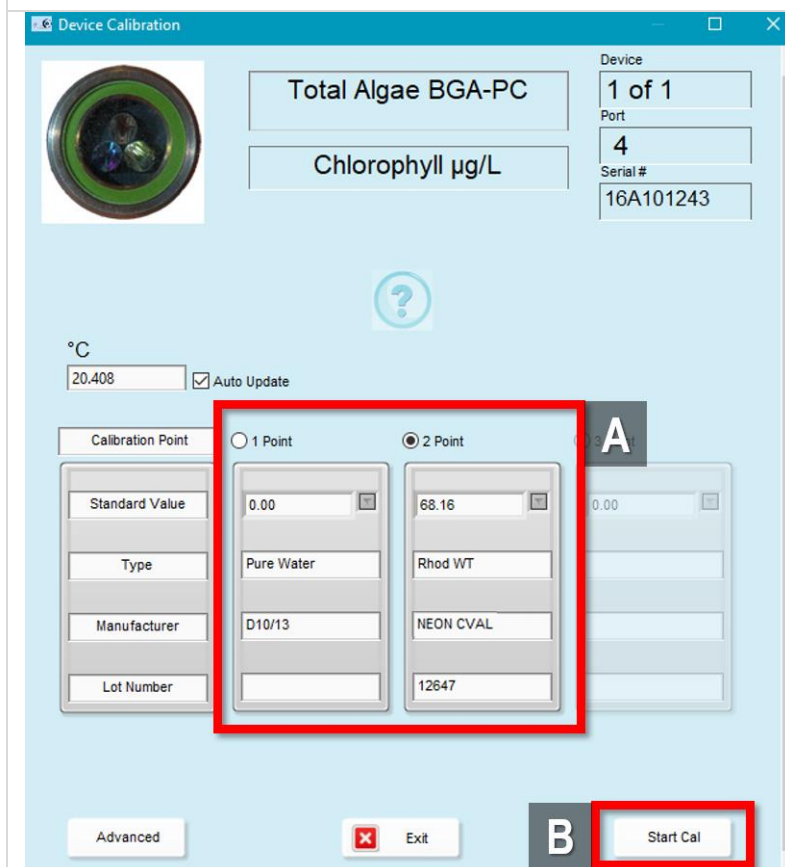 Device Calibration
Total Algae BGA-PC
Chlorophyll µg/L
Device
1 of 1
Port
4
Serial #
16A101243
?
°C
20.408
Auto Update
A
Calibration Point
1 Point
2 Point
Standard Value
0.00
68.16
0.00
Type
Pure Water
Rhod WT
Manufacturer
D10/13
NEON CVAL
Lot Number
12647
Advanced
Exit
B
Start Cal